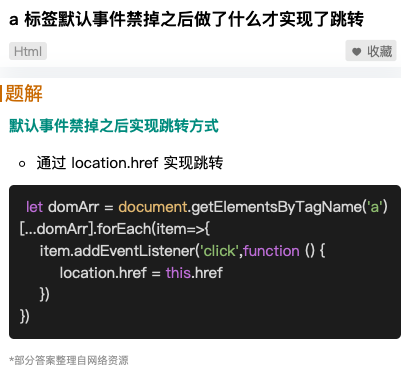 a 标签默认事件禁掉之后做了什么才实现了跳转
Html
收藏
题解
默认事件禁掉之后实现跳转方式
通过 location.href 实现跳转
let domArr = document.getElementsByTagName('a')
[...domArr].forEach(item=>{
item.addEventListener('click',function () {
location.href = this.href
})
})
*部分答案整理自网络资源